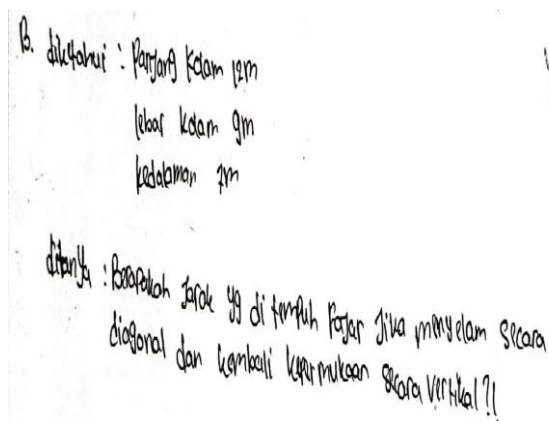 B. diketahui : Panjang kolam 12m
lebar kolam 9m
kedalaman 7m
ditanya : Berapakah Jarak yg di tempuh Fajar Jika menyelam secara
diagonal dan kembali kepermukaan secara vertikal?!